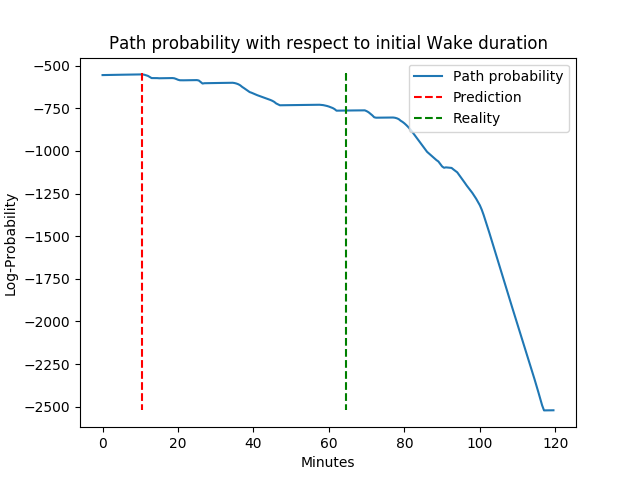 Path probability with respect to initial Wake duration
Path probability
Prediction
Reality
Log-Probability
−500
−750
−1000
−1250
−1500
−1750
−2000
−2250
−2500
0 20 40 60 80 100 120
Minutes